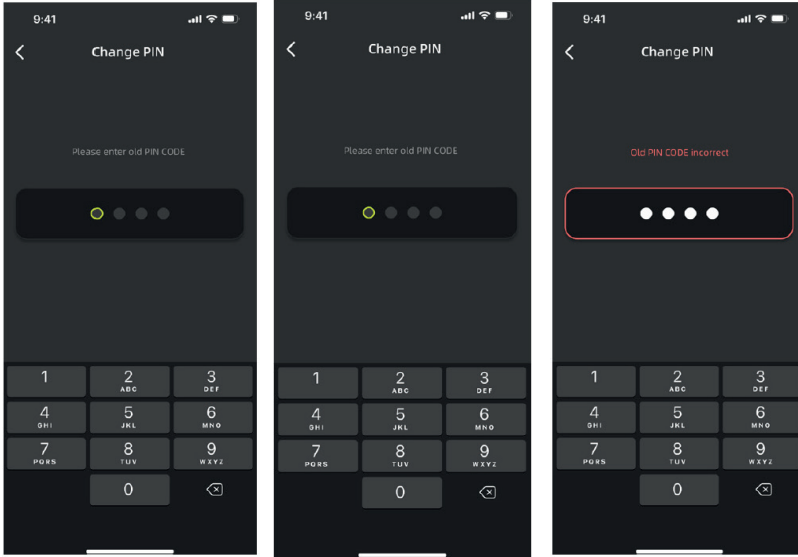 9:41
Change PIN
Please enter old PIN CODE
1
2
ABC
3
DEF
4
GHI
5
JKL
6
MNO
7
PQRS
8
TUV
9
WXYZ
0
9:41
Change PIN
Please enter old PIN CODE
1
2
ABC
3
DEF
4
GHI
5
JKL
6
MNO
7
PQRS
8
TUV
9
WXYZ
0
9:41
Change PIN
Old PIN CODE incorrect
1
2
ABC
3
DEF
4
GHI
5
JKL
6
MNO
7
PQRS
8
TUV
9
WXYZ
0